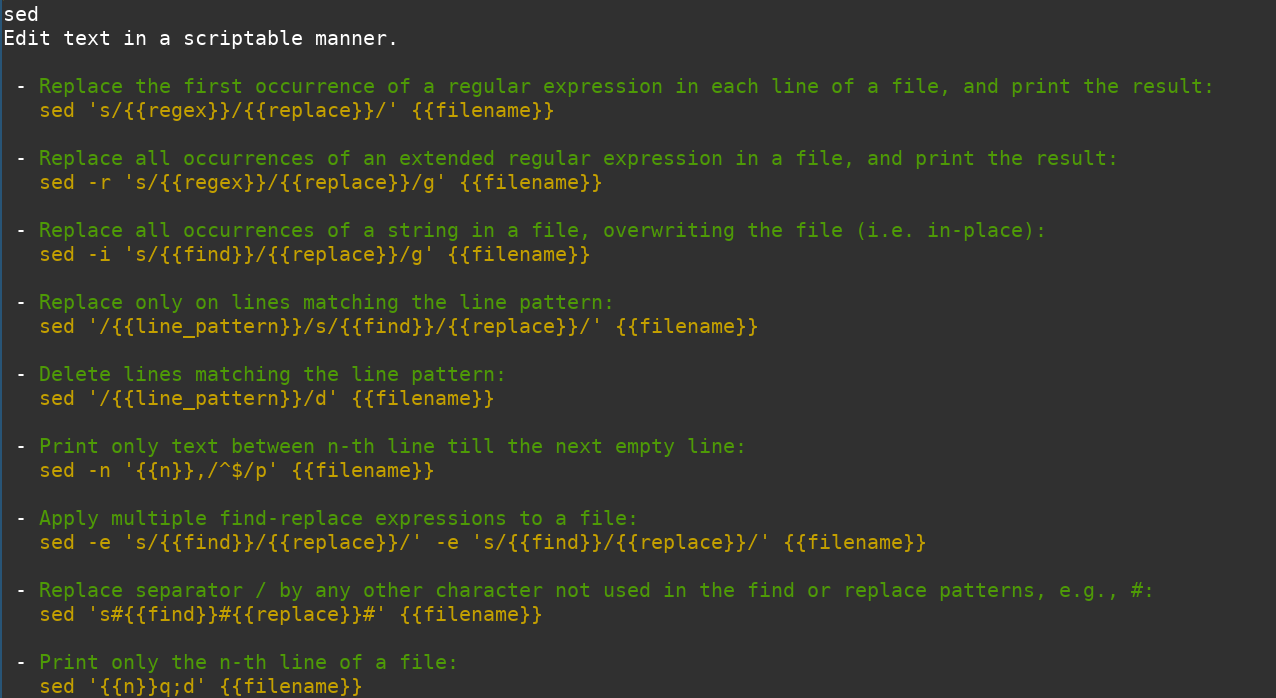 sed
Edit text in a scriptable manner.
- Replace the first occurrence of a regular expression in each line of a file, and print the result:
sed 's/{{regex}}/{{replace}}/' {{filename}}
- Replace all occurrences of an extended regular expression in a file, and print the result:
sed -r 's/{{regex}}/{{replace}}/g' {{filename}}
- Replace all occurrences of a string in a file, overwriting the file (i.e. in-place):
sed -i 's/{{find}}/{{replace}}/g' {{filename}}
- Replace only on lines matching the line pattern:
sed '/{{line_pattern}}/s/{{find}}/{{replace}}/' {{filename}}
- Delete lines matching the line pattern:
sed '/{{line_pattern}}/d' {{filename}}
- Print only text between n-th line till the next empty line:
sed -n '{{n}},/^$/p' {{filename}}
- Apply multiple find-replace expressions to a file:
sed -e 's/{{find}}/{{replace}}/' -e 's/{{find}}/{{replace}}/' {{filename}}
- Replace separator / by any other character not used in the find or replace patterns, e.g., #:
sed 's#{{find}}#{{replace}}#' {{filename}}
- Print only the n-th line of a file:
sed '{{n}}q;d' {{filename}}